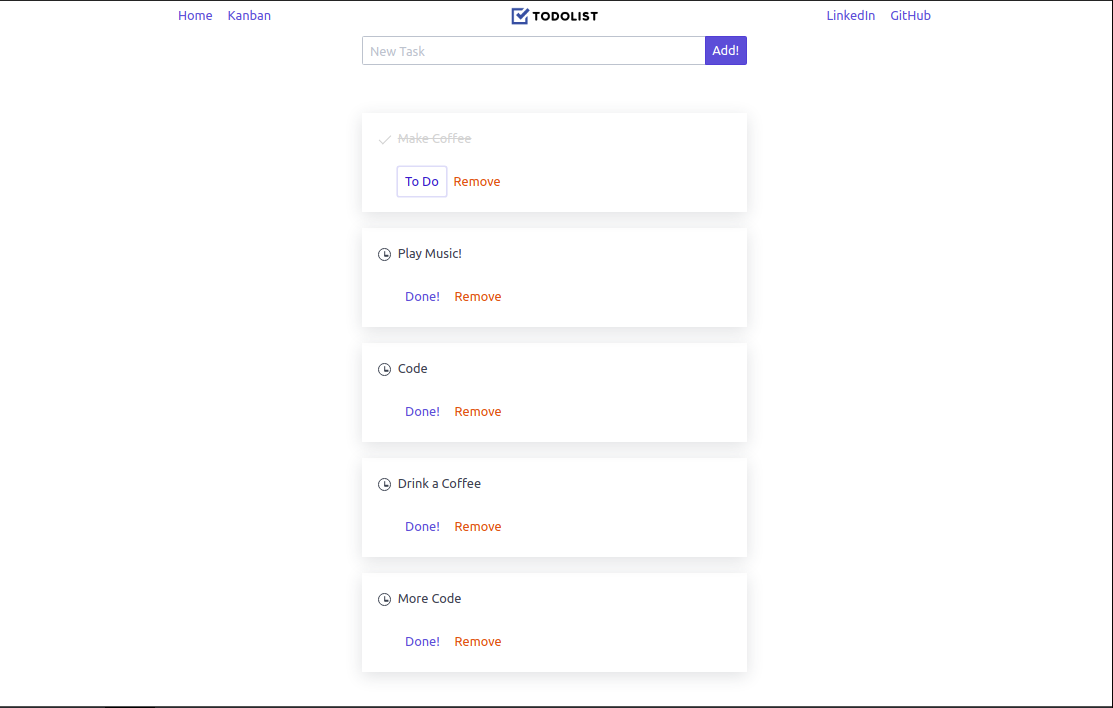 Home Kanban TODOLIST LinkedIn GitHub
New Task Add!
Make Coffee
To Do Remove
Play Music!
Done! Remove
Code
Done! Remove
Drink a Coffee
Done! Remove
More Code
Done! Remove